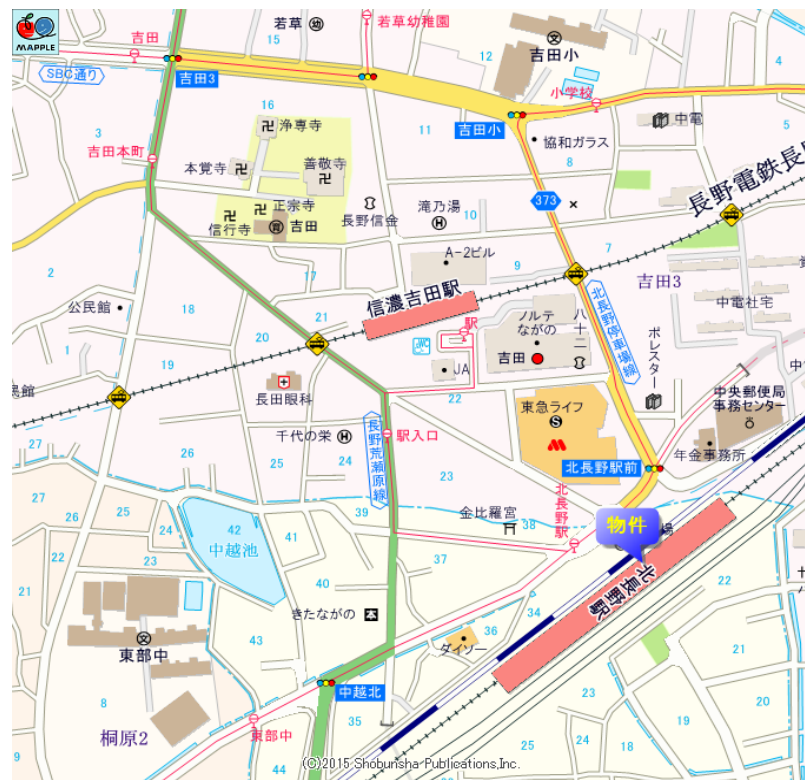 MAPPLE
吉田
若草
若草幼稚園
15
12
吉田小
4
SBC通り
吉田3
小学校
3
16
浄専寺
11
吉田小
協和ガラス
中電
5
吉田本町
本覚寺
善敬寺
8
長野電鉄長
正宗寺
信行寺
吉田
長野信金
滝乃湯
10
373
2
A-2ビル
9
7
吉田3
17
信濃吉田駅
北長野停車場線
中電社宅
公民館
21
20
駅
ノルテ
ながの
八十二
ポレスター
1
19
18
JA
吉田
長田眼科
22
東急ライフ
中央郵便局
事務センター
長野荒瀬原線
27
26
25
千代の栄
24
駅入口
23
北長野駅前
年金事務所
27
26
25
24
39
金比羅宮
38
北長野駅
物件
場
42
中越池
41
23
22
21
40
37
北長野駅
22
きたながの
34
東部中
43
36
ダイソー
21
20
中越北
8
桐原2
東部中
35
44
23
(C)2015 Shobunsha Publications,Inc.